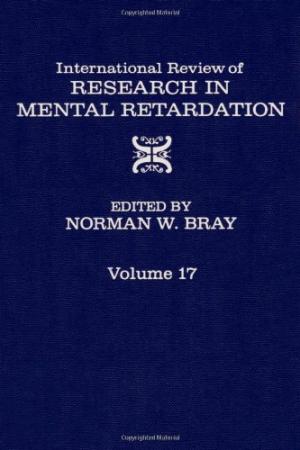 International Review of
RESEARCH IN
MENTAL RETARDATION
EDITED BY
NORMAN W. BRAY
Volume 17